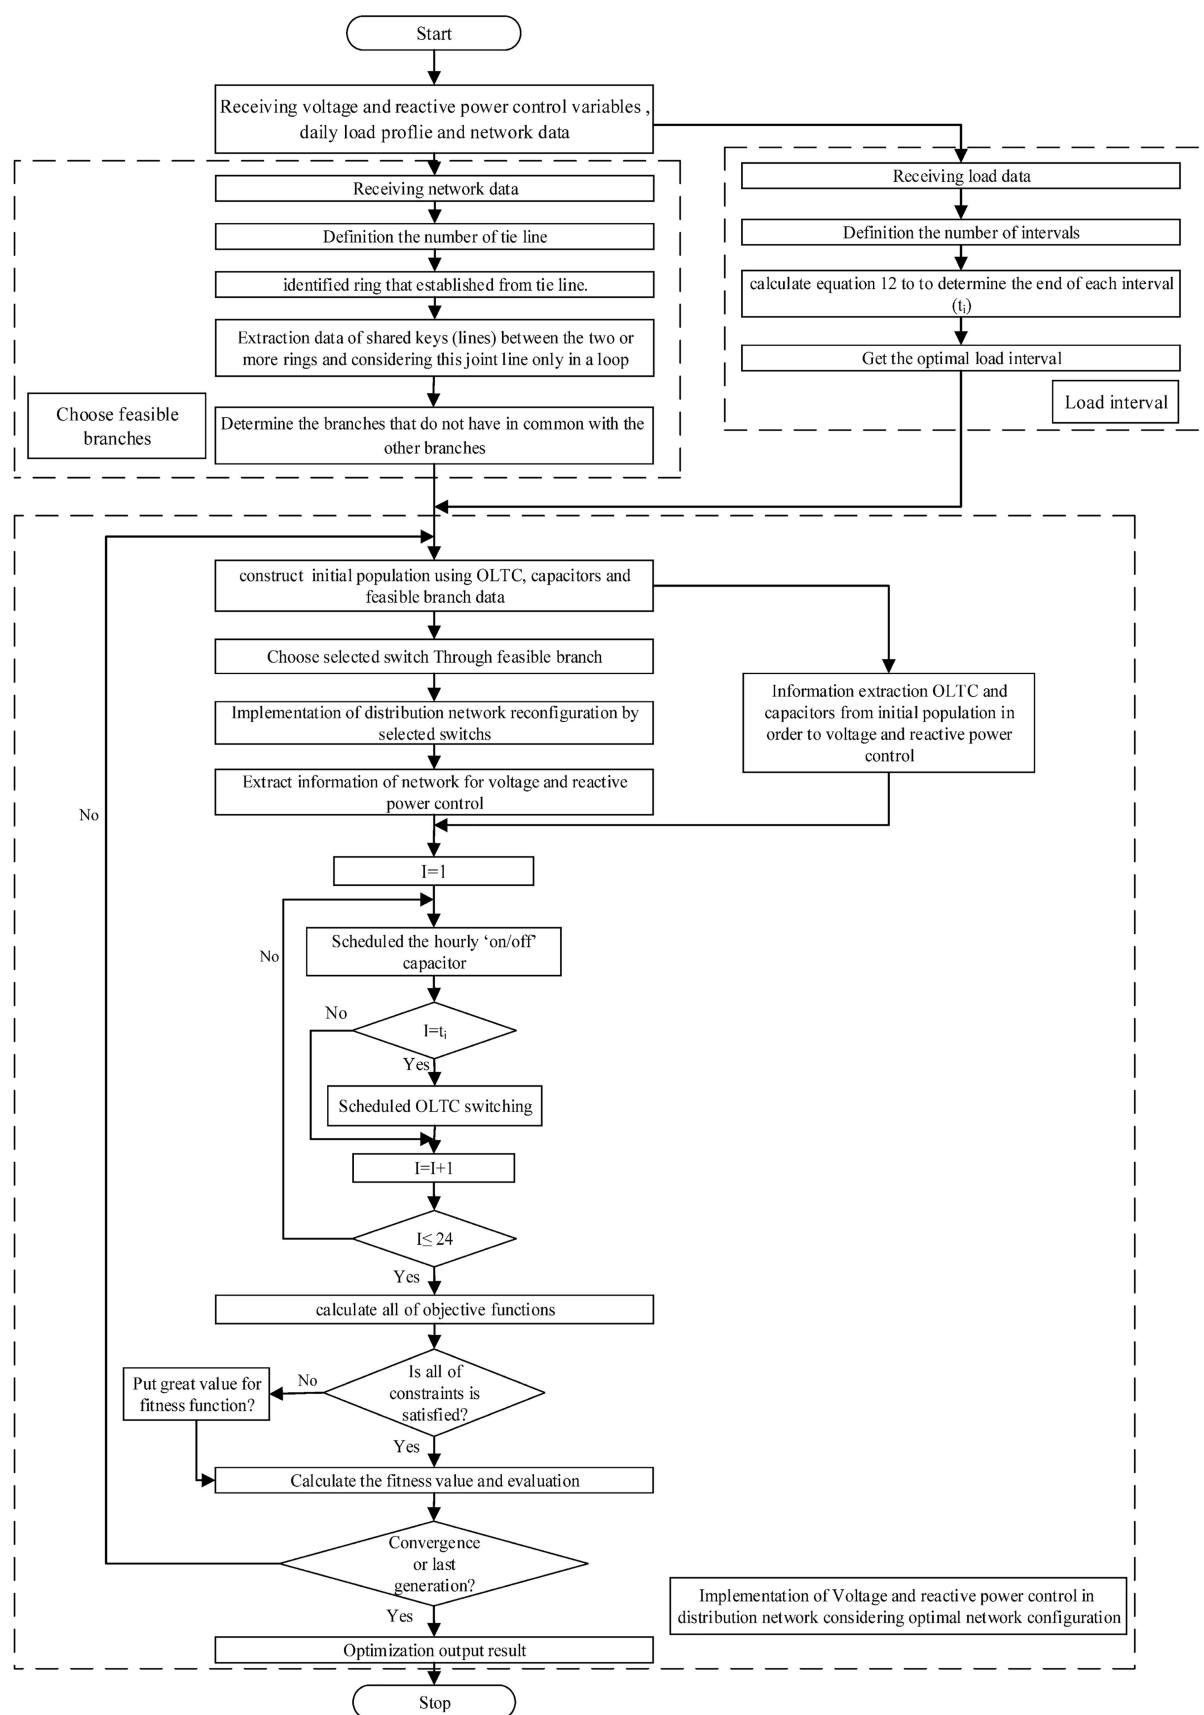 Start
Receiving voltage and reactive power control variables ,
daily load proflie and network data
Receiving network data
Definition the number of tie line
identified ring that established from tie line.
Extraction data of shared keys (lines) between the two or
more rings and considering this joint line only in a loop
Choose feasible
branches
Determine the branches that do not have in common with the
other branches
Receiving load data
Definition the number of intervals
calculate equation 12 to to determine the end of each interval
(ti)
Get the optimal load interval
Load interval
construct initial population using OLTC, capacitors and
feasible branch data
Choose selected switch Through feasible branch
Implementation of distribution network reconfiguration by
selected switchs
Extract information of network for voltage and reactive
power control
Information extraction OLTC and
capacitors from initial population in
order to voltage and reactive power
control
No
I=1
No
Scheduled the hourly ‘on/off’
capacitor
No
I=ti
Yes
Scheduled OLTC switching
I=I+1
I≤ 24
Yes
calculate all of objective functions
Is all of
constraints is
satisfied?
No
Put great value for
fitness function?
Yes
Calculate the fitness value and evaluation
Convergence
or last
generation?
Yes
Implementation of Voltage and reactive power control in
distribution network considering optimal network configuration
Optimization output result
Stop